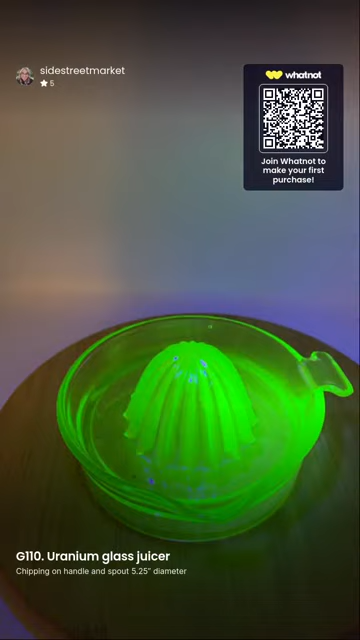 sidestreetmarket
5
whatnot
Join Whatnot to
make your first
purchase!
G110. Uranium glass juicer
Chipping on handle and spout 5.25” diameter